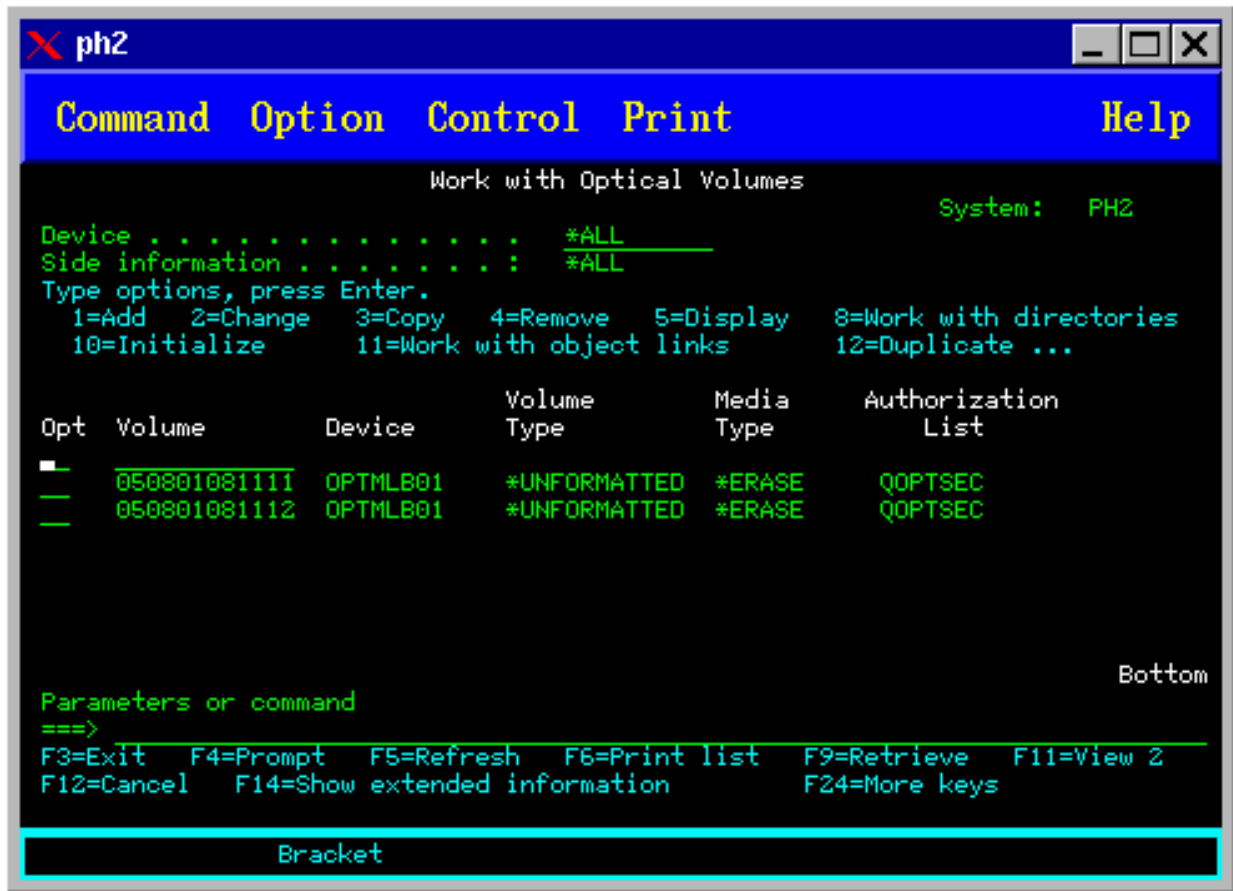 ph2
Command Option Control Print Help
Work with Optical Volumes
System: PH2
Device . . . . . . . . . . . . . *ALL
Side information . . . . . . . : *ALL
Type options, press Enter.
1=Add 2=Change 3=Copy 4=Remove 5=Display 8=Work with directories
10=Initialize 11=Work with object links 12=Duplicate ...
Volume Media Authorization
Opt Volume Device Type Type List
050801081111 OPTMLB01 *UNFORMATTED *ERASE QOPTSEC
050801081112 OPTMLB01 *UNFORMATTED *ERASE QOPTSEC
Bottom
Parameters or command
===>
F3=Exit F4=Prompt F5=Refresh F6=Print list F9=Retrieve F11=View 2
F12=Cancel F14=Show extended information F24=More keys
Bracket